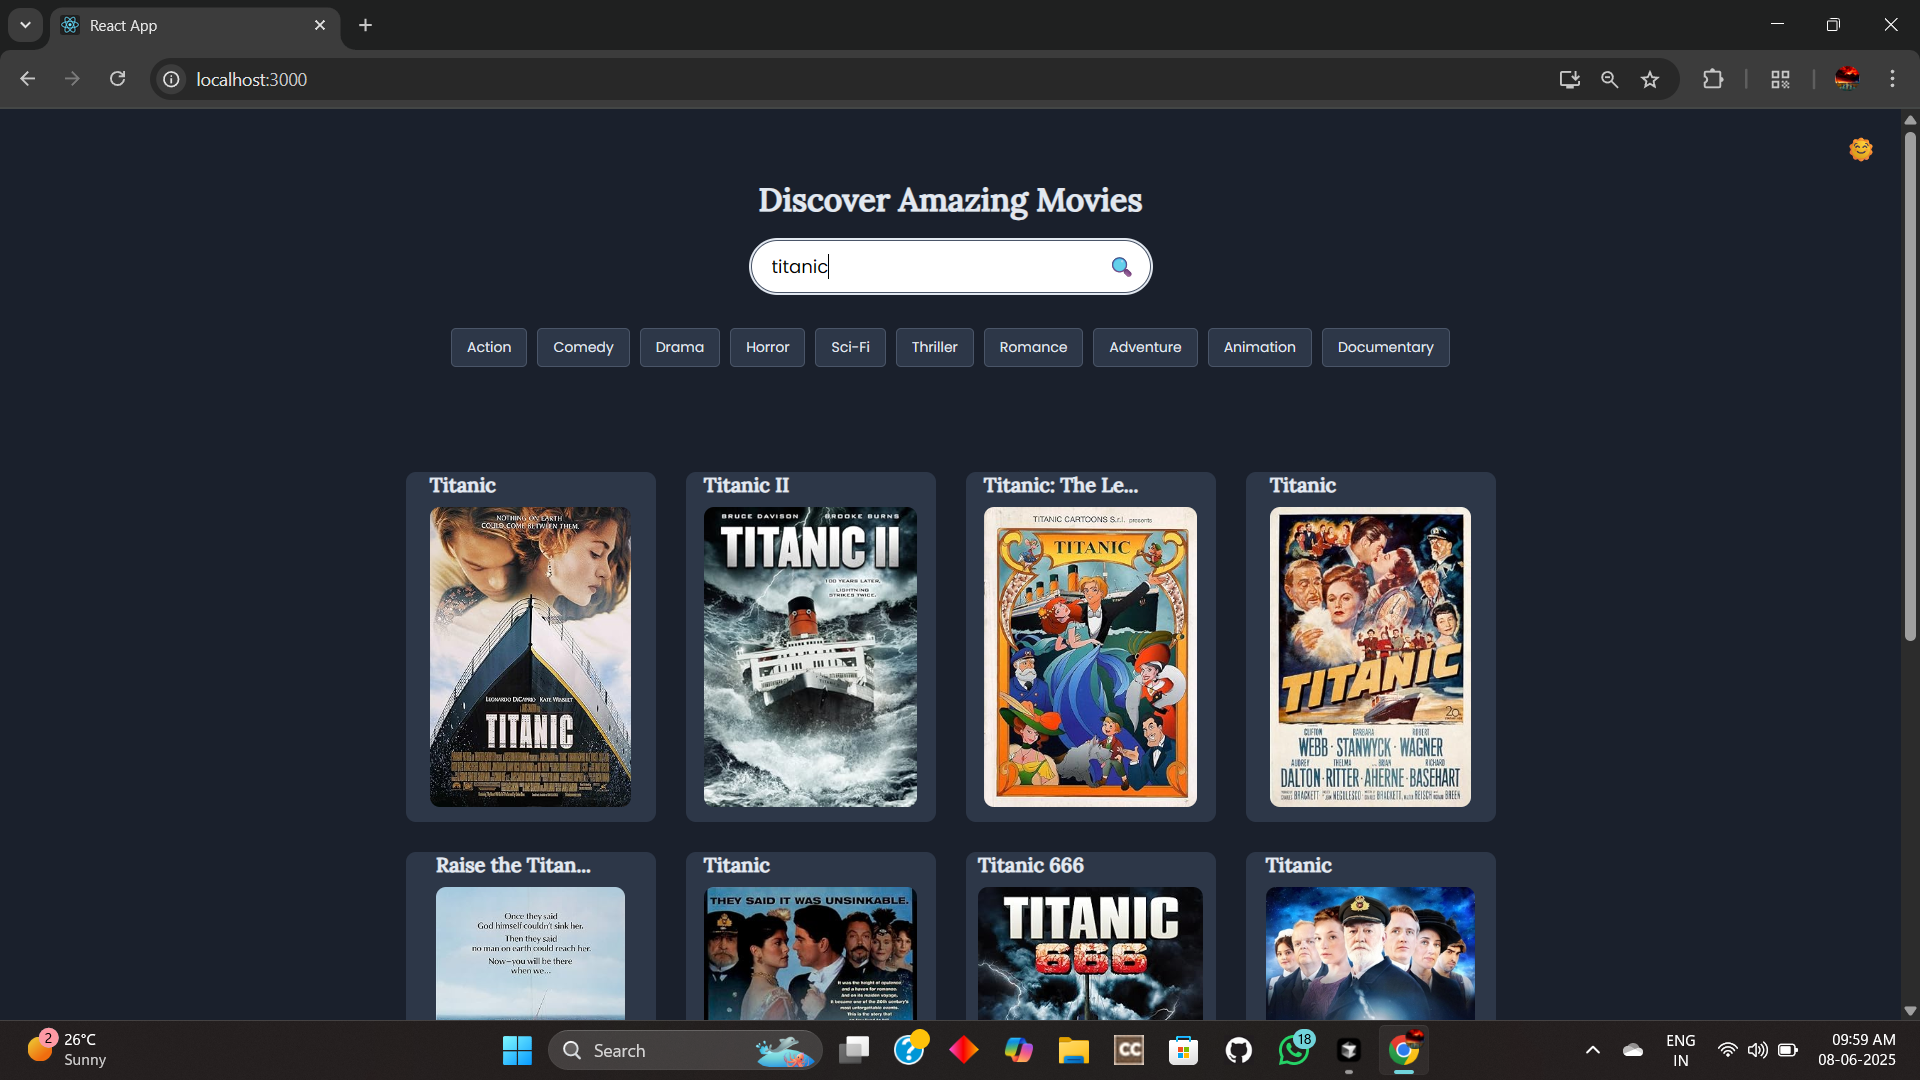 React App
localhost:3000
Discover Amazing Movies
titanic
Action Comedy Drama Horror Sci-Fi Thriller Romance Adventure Animation Documentary
Titanic
NOTHING ON EARTH
COULD COME BETWEEN THEM.
LEONARDO DICAPRIO KATE WINSLET
TITANIC
Titanic II
BRUCE DAVISON BROOKE BURNS
TITANIC II
100 YEARS LATER,
LIGHTNING
STRIKES TWICE.
Titanic: The Le...
TITANIC CARTOONS S.r.l. presents
TITANIC
Titanic
TITANIC
CLIFTON BARBARA ROBERT
WEBB · STANWYCK · WAGNER
AUDREY THELMA BRIAN RICHARD
DALTON · RITTER · AHERNE · BASEHART
Raise the Titan...
Once they said
God himself couldn't sink her.
Then they said
no man on earth could reach her.
Now—you will be there
when we...
Titanic
THEY SAID IT WAS UNSINKABLE.
Titanic 666
TITANIC
666
Titanic
2
26°C
Sunny
Search
CC
18
ENG
IN
09:59 AM
08-06-2025